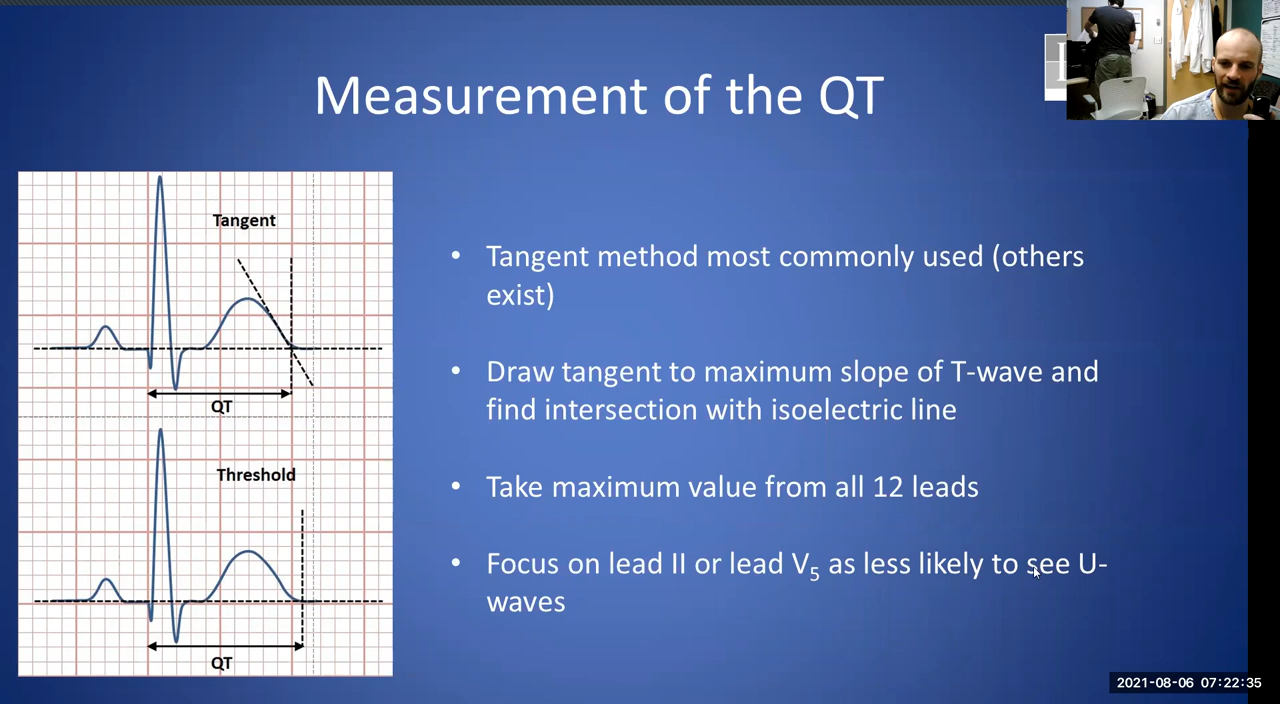 Measurement of the QT
Tangent
QT
Threshold
QT
• Tangent method most commonly used (others
exist)
• Draw tangent to maximum slope of T-wave and
find intersection with isoelectric line
• Take maximum value from all 12 leads
• Focus on lead II or lead V₅ as less likely to see U-
waves
2021-08-06 07:22:35